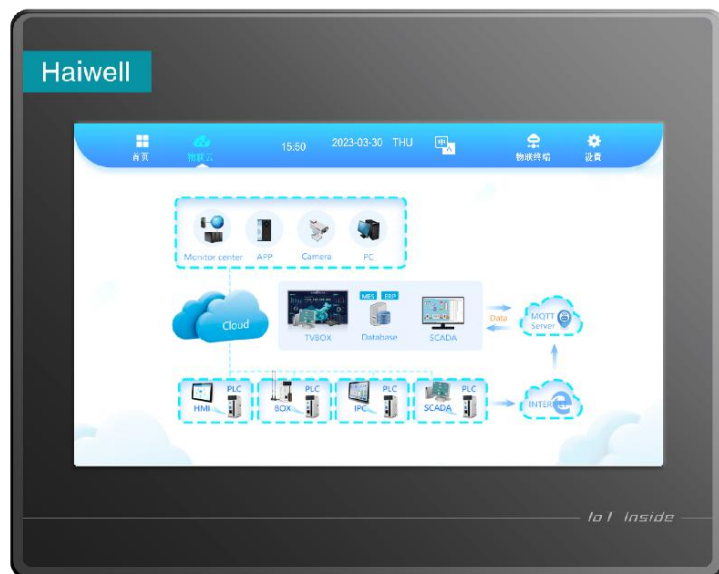 Haiwell
首页
物联云
15:50
2023-03-30 THU
中
A
物联终端
设置
Monitor center
APP
Camera
PC
Cloud
MES
ERP
TVBOX
Database
SCADA
Data
MQTT
Server
PLC
HMI
PLC
BOX
PLC
IPC
PLC
SCADA
INTERNET
IoT inside